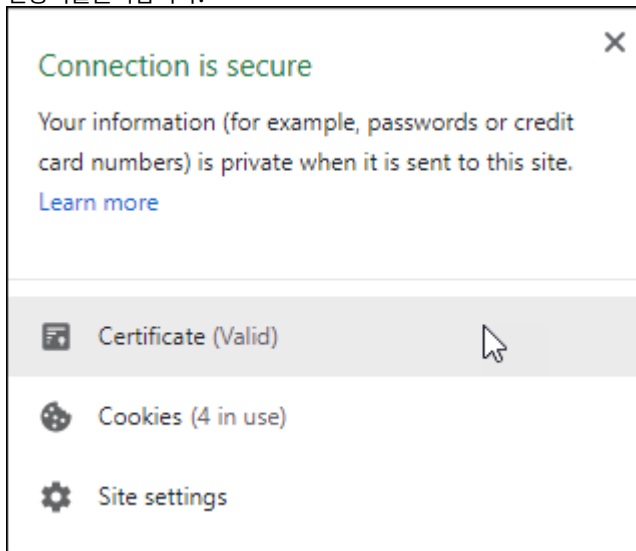 Connection is secure
Your information (for example, passwords or credit
card numbers) is private when it is sent to this site.
Learn more
Certificate (Valid)
Cookies (4 in use)
Site settings